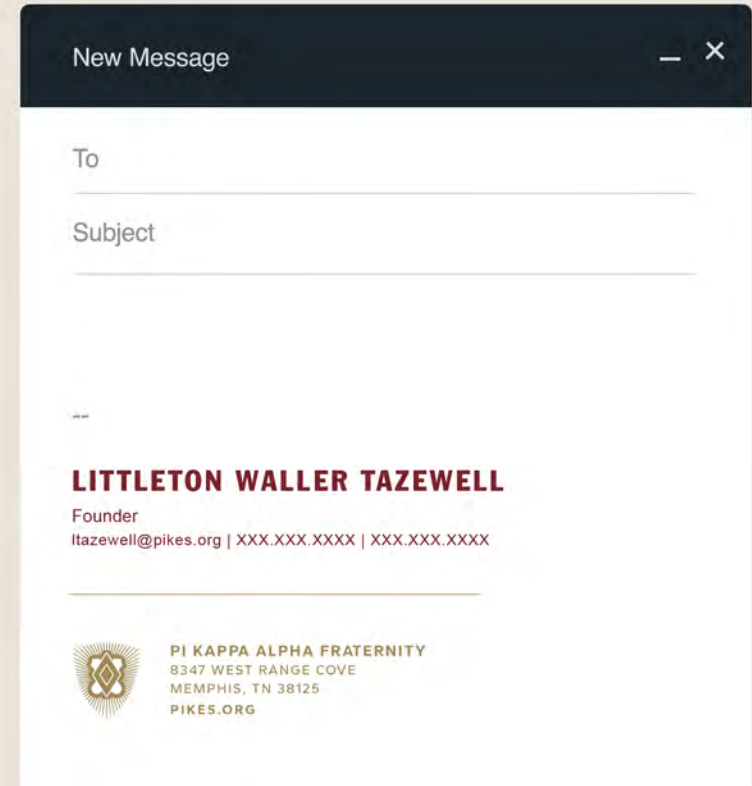 New Message
To
Subject
--
LITTLETON WALLER TAZEWELL
Founder
ltazewell@pikes.org | XXX.XXX.XXXX | XXX.XXX.XXXX
PI KAPPA ALPHA FRATERNITY
8347 WEST RANGE COVE
MEMPHIS, TN 38125
PIKES.ORG